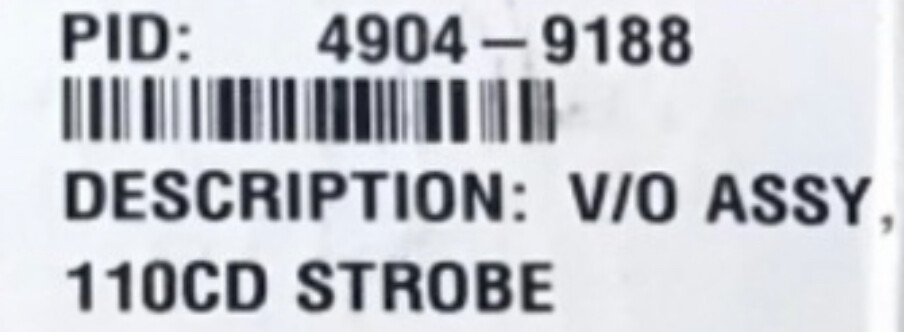 PID: 4904-9188
DESCRIPTION: V/O ASSY,
110CD STROBE